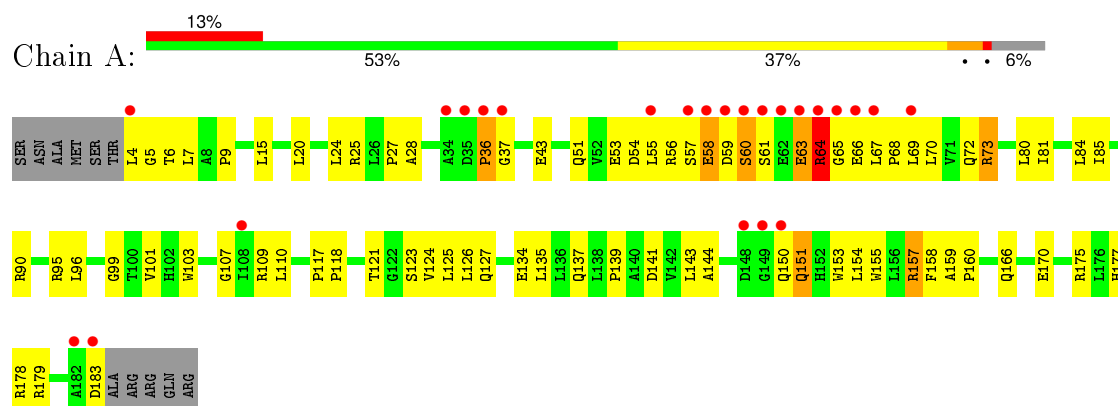 13%
Chain A:
53% 37% • • 6%
SER ASN ALA MET SER THR L4 G5 T6 L7 A8 P9 L15 L20 L24 R25 L26 P27 A28 A34 D35 P36 G37 E43 Q51 V52 E53 D54 L55 R56 S57 E58 D59 S60 S61 E62 E63 R64 G65 E66 L67 P68 L69 L70 V71 Q72 R73 L80 I81 L84 I85
R90 R95 L96 G99 T100 V101 H102 W103 G107 I108 R109 L110 P117 P118 T121 G122 S123 V124 L125 L126 Q127 E134 L135 L136 Q137 L138 P139 A140 D141 V142 L143 A144 D148 G149 Q150 Q151 H152 W153 L154 W155 L156 R157 F158 A159 P160 Q166 E170 R175 L176 H177
R178 R179 A182 D183 ALA ARG ARG GLN ARG